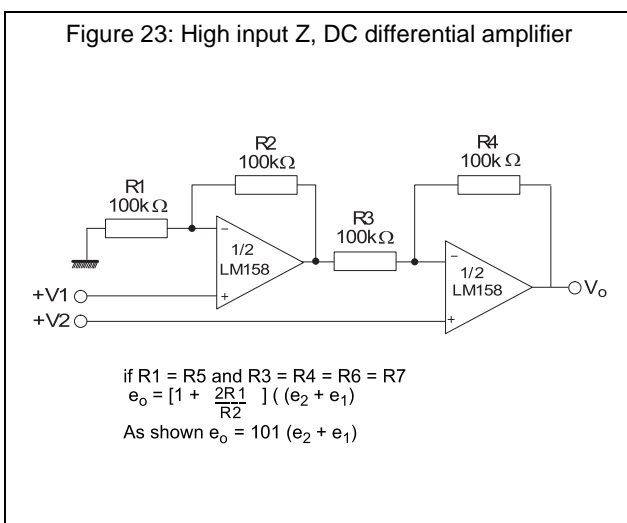 Figure 23: High input Z, DC differential amplifier
R1
100kΩ
R2
100kΩ
R3
100kΩ
R4
100k Ω
1/2
LM158
1/2
LM158
+V1
+V2
Vo
if R1 = R5 and R3 = R4 = R6 = R7
eo = [1 + 2R1/R2 ] ( (e2 + e1)
As shown eo = 101 (e2 + e1)